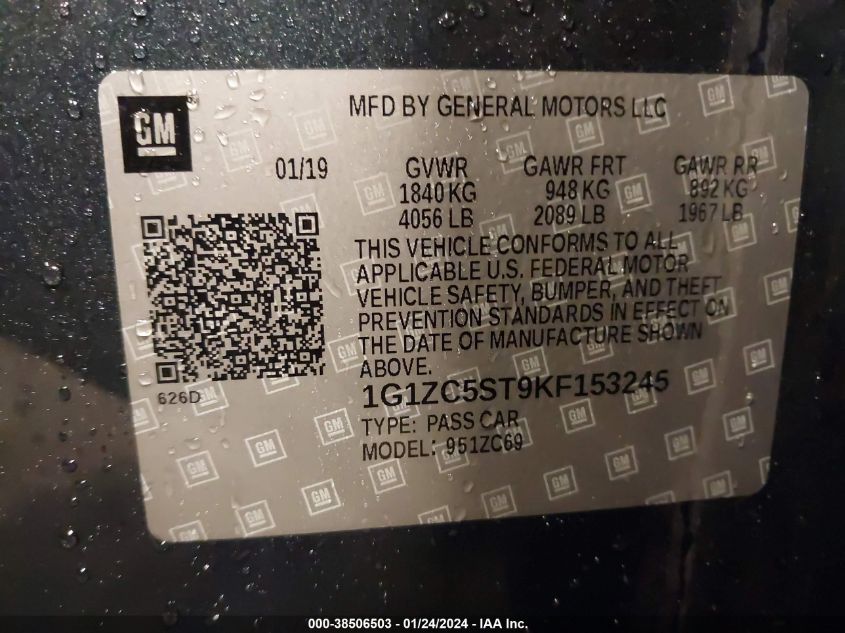 GM
MFD BY GENERAL MOTORS LLC
01/19 GVWR GAWR FRT GAWR RR
1840 KG 948 KG 892 KG
4056 LB 2089 LB 1967 LB
THIS VEHICLE CONFORMS TO ALL
APPLICABLE U.S. FEDERAL MOTOR
VEHICLE SAFETY, BUMPER, AND THEFT
PREVENTION STANDARDS IN EFFECT ON
THE DATE OF MANUFACTURE SHOWN
ABOVE.
626D
1G1ZC5ST9KF153245
TYPE: PASS CAR
MODEL: 951ZC69
000-38506503 - 01/24/2024 - IAA Inc.